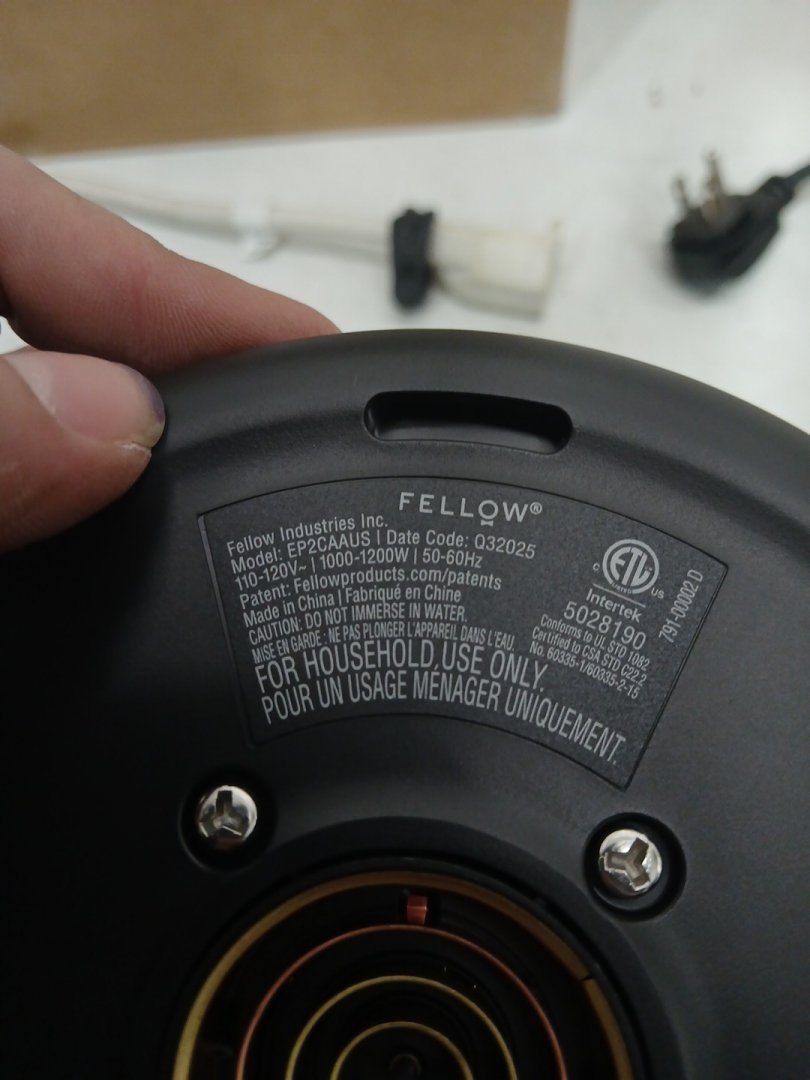 FELLOW®
Fellow Industries Inc.
Model: EP2CAAUS | Date Code: Q32025
110-120V~ | 1000-1200W | 50-60Hz
Patent: Fellowproducts.com/patents
Made in China | Fabriqué en Chine
CAUTION: DO NOT IMMERSE IN WATER.
MISE EN GARDE : NE PAS PLONGER L'APPAREIL DANS L'EAU.
FOR HOUSEHOLD USE ONLY.
POUR UN USAGE MENAGER UNIQUEMENT.
ETL
C US
Intertek
5028190
Conforms to UL STD 1082
Certified to CSA STD C22.2
No. 60335-1/60335-2-15
791-00002 D